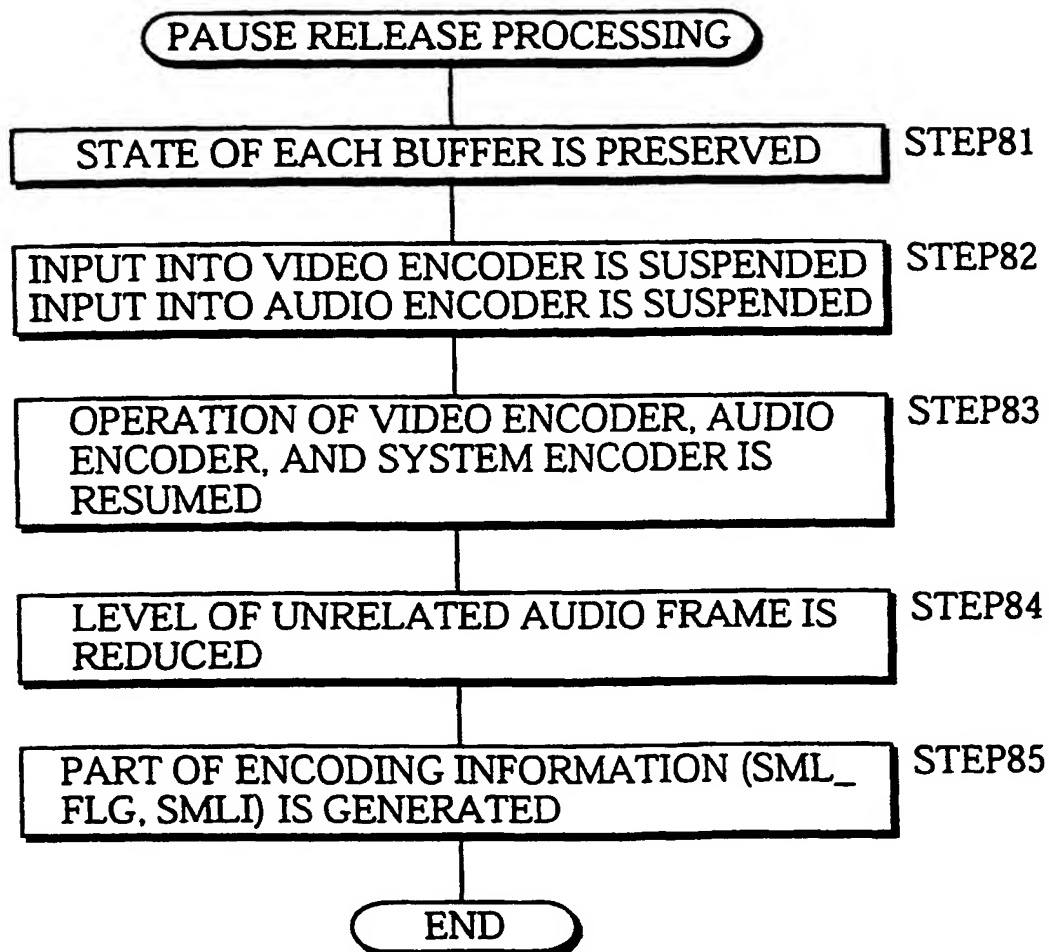 PAUSE RELEASE PROCESSING
STATE OF EACH BUFFER IS PRESERVED
STEP81
INPUT INTO VIDEO ENCODER IS SUSPENDED
INPUT INTO AUDIO ENCODER IS SUSPENDED
STEP82
OPERATION OF VIDEO ENCODER, AUDIO
ENCODER, AND SYSTEM ENCODER IS
RESUMED
STEP83
LEVEL OF UNRELATED AUDIO FRAME IS
REDUCED
STEP84
PART OF ENCODING INFORMATION (SML_
FLG, SMLI) IS GENERATED
STEP85
END